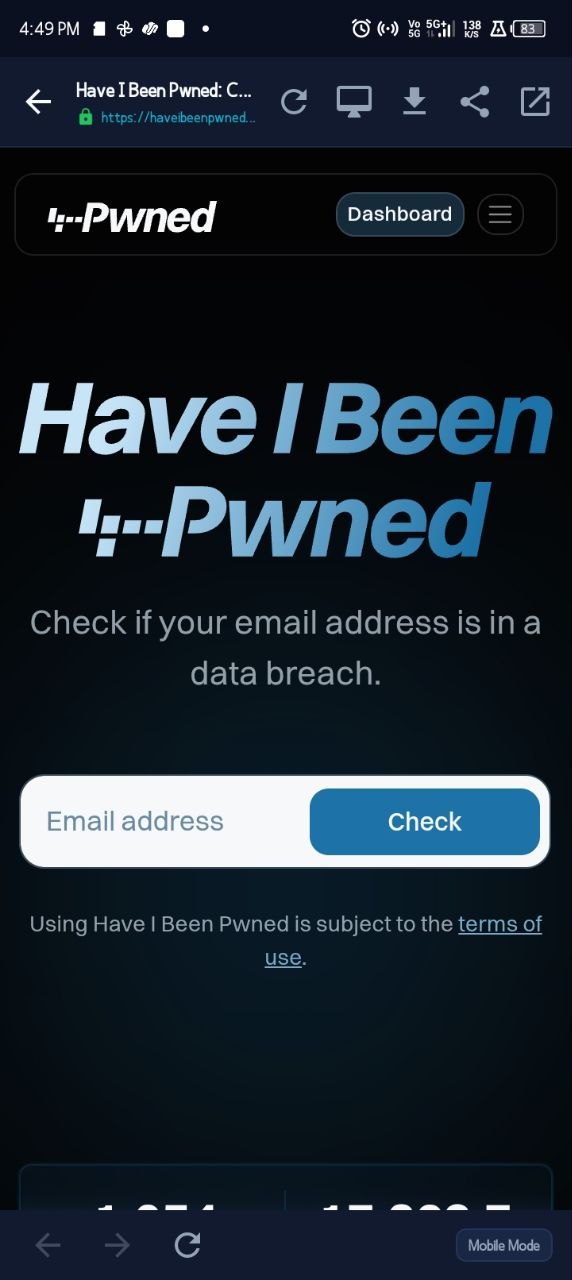 4:49 PM
Vo 5G 5G+ 138 K/S 83
Have I Been Pwned: C...
https://haveibeenpwned...
Pwned
Dashboard
Have I Been
Pwned
Check if your email address is in a
data breach.
Email address
Check
Using Have I Been Pwned is subject to the terms of
use.
Mobile Mode